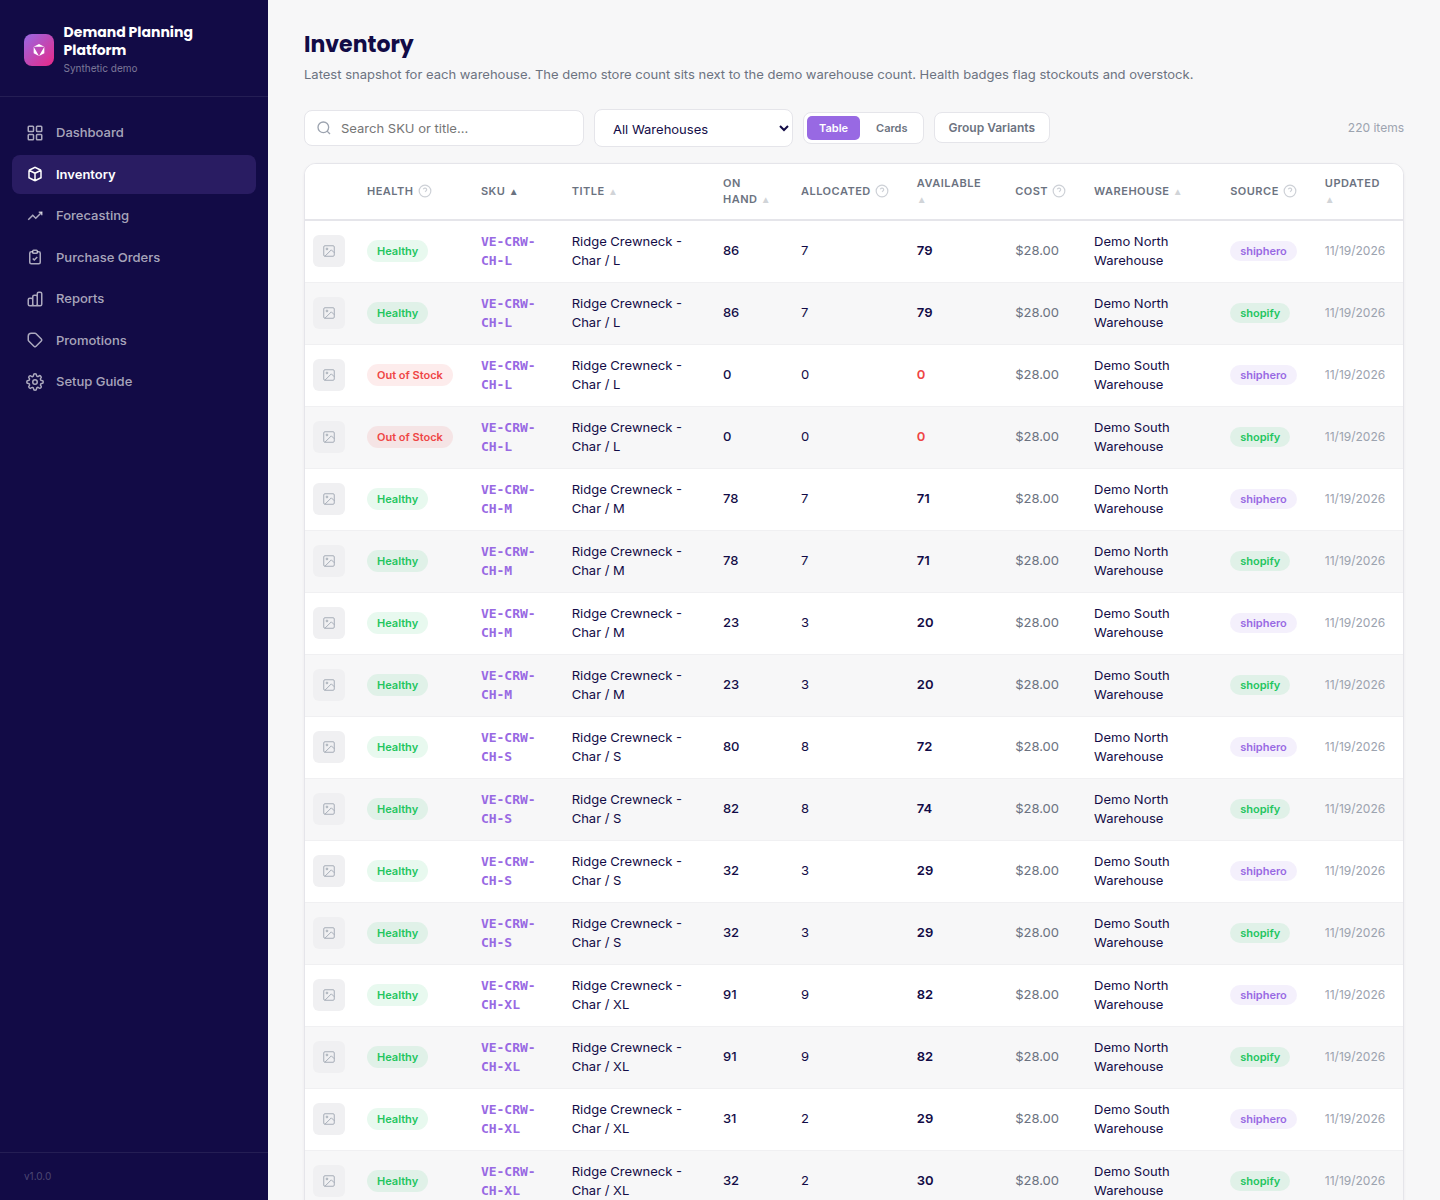 Demand Planning
Platform
Synthetic demo
Dashboard
Inventory
Forecasting
Purchase Orders
Reports
Promotions
Setup Guide
v1.0.0
Inventory
Latest snapshot for each warehouse. The demo store count sits next to the demo warehouse count. Health badges flag stockouts and overstock.
Search SKU or title...
All Warehouses
Table Cards
Group Variants
220 items
HEALTH ? SKU ▲ TITLE ▲ ON HAND ▲ ALLOCATED ? AVAILABLE ▲ COST ? WAREHOUSE ▲ SOURCE ? UPDATED ▲
Healthy VE-CRW-CH-L Ridge Crewneck - Char / L 86 7 79 $28.00 Demo North Warehouse shiphero 11/19/2026
Healthy VE-CRW-CH-L Ridge Crewneck - Char / L 86 7 79 $28.00 Demo North Warehouse shopify 11/19/2026
Out of Stock VE-CRW-CH-L Ridge Crewneck - Char / L 0 0 0 $28.00 Demo South Warehouse shiphero 11/19/2026
Out of Stock VE-CRW-CH-L Ridge Crewneck - Char / L 0 0 0 $28.00 Demo South Warehouse shopify 11/19/2026
Healthy VE-CRW-CH-M Ridge Crewneck - Char / M 78 7 71 $28.00 Demo North Warehouse shiphero 11/19/2026
Healthy VE-CRW-CH-M Ridge Crewneck - Char / M 78 7 71 $28.00 Demo North Warehouse shopify 11/19/2026
Healthy VE-CRW-CH-M Ridge Crewneck - Char / M 23 3 20 $28.00 Demo South Warehouse shiphero 11/19/2026
Healthy VE-CRW-CH-M Ridge Crewneck - Char / M 23 3 20 $28.00 Demo South Warehouse shopify 11/19/2026
Healthy VE-CRW-CH-S Ridge Crewneck - Char / S 80 8 72 $28.00 Demo North Warehouse shiphero 11/19/2026
Healthy VE-CRW-CH-S Ridge Crewneck - Char / S 82 8 74 $28.00 Demo North Warehouse shopify 11/19/2026
Healthy VE-CRW-CH-S Ridge Crewneck - Char / S 32 3 29 $28.00 Demo South Warehouse shiphero 11/19/2026
Healthy VE-CRW-CH-S Ridge Crewneck - Char / S 32 3 29 $28.00 Demo South Warehouse shopify 11/19/2026
Healthy VE-CRW-CH-XL Ridge Crewneck - Char / XL 91 9 82 $28.00 Demo North Warehouse shiphero 11/19/2026
Healthy VE-CRW-CH-XL Ridge Crewneck - Char / XL 91 9 82 $28.00 Demo North Warehouse shopify 11/19/2026
Healthy VE-CRW-CH-XL Ridge Crewneck - Char / XL 31 2 29 $28.00 Demo South Warehouse shiphero 11/19/2026
Healthy VE-CRW-CH-XL Ridge Crewneck - Char / XL 32 2 30 $28.00 Demo South Warehouse shopify 11/19/2026